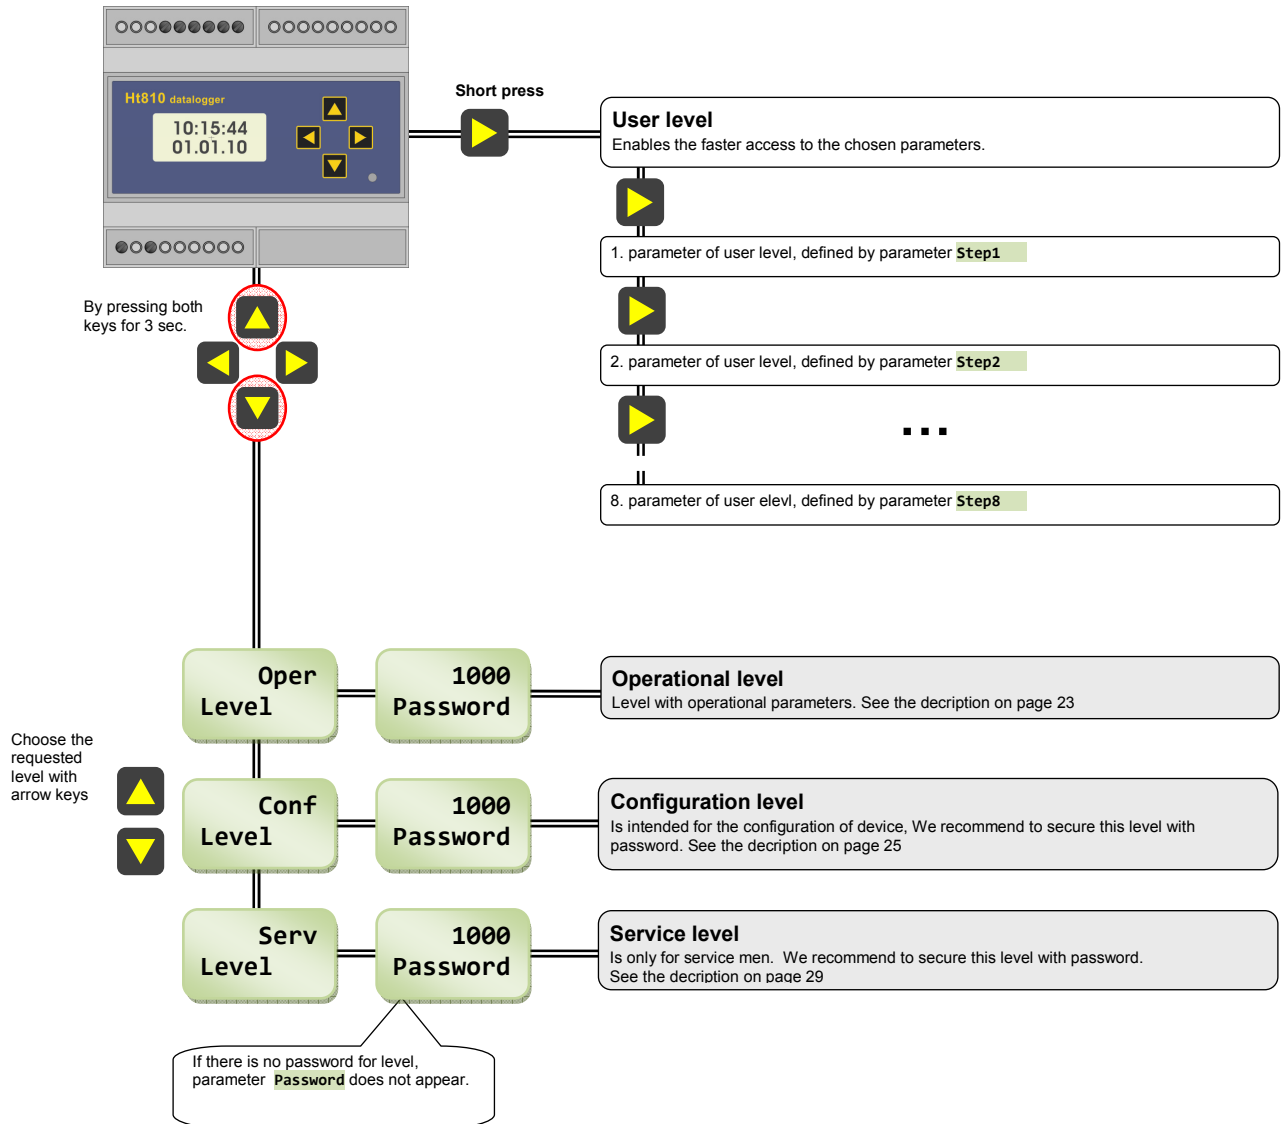 Ht810 datalogger
10:15:44
01.01.10
Short press
User level
Enables the faster access to the chosen parameters.
1. parameter of user level, defined by parameter Step1
By pressing both
keys for 3 sec.
2. parameter of user level, defined by parameter Step2
...
8. parameter of user elevl, defined by parameter Step8
Oper
Level
1000
Password
Operational level
Level with operational parameters. See the decription on page 23
Choose the
requested
level with
arrow keys
Conf
Level
1000
Password
Configuration level
Is intended for the configuration of device, We recommend to secure this level with
password. See the decription on page 25
Serv
Level
1000
Password
Service level
Is only for service men. We recommend to secure this level with password.
See the decription on page 29
If there is no password for level,
parameter Password does not appear.